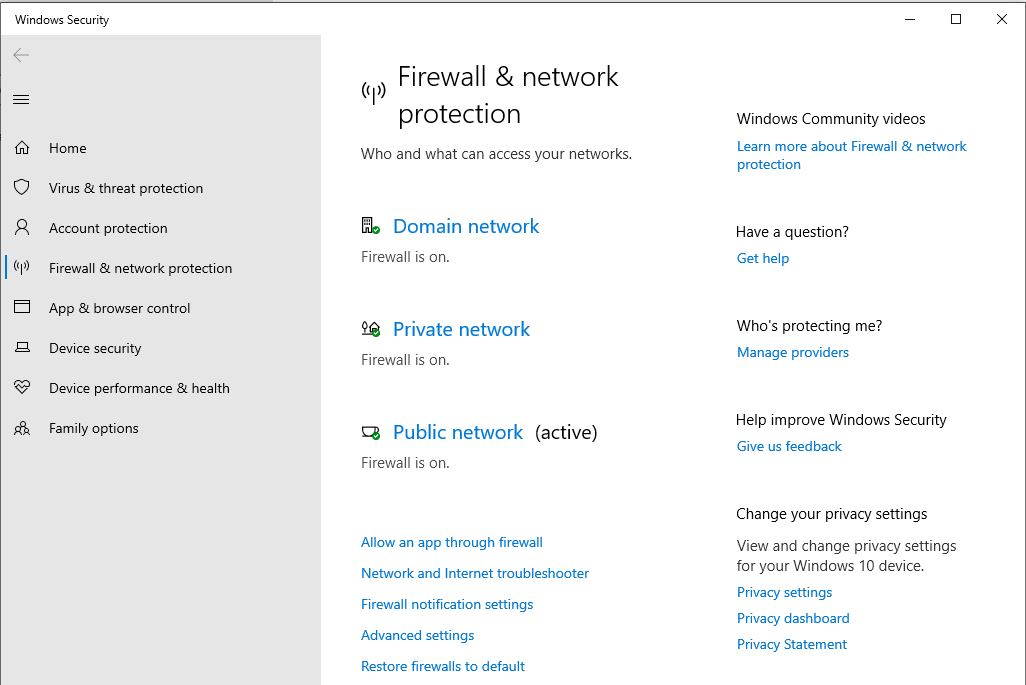 Windows Security
Home
Virus & threat protection
Account protection
Firewall & network protection
App & browser control
Device security
Device performance & health
Family options
Firewall & network
protection
Who and what can access your networks.
Domain network
Firewall is on.
Private network
Firewall is on.
Public network (active)
Firewall is on.
Allow an app through firewall
Network and Internet troubleshooter
Firewall notification settings
Advanced settings
Restore firewalls to default
Windows Community videos
Learn more about Firewall & network
protection
Have a question?
Get help
Who's protecting me?
Manage providers
Help improve Windows Security
Give us feedback
Change your privacy settings
View and change privacy settings
for your Windows 10 device.
Privacy settings
Privacy dashboard
Privacy Statement